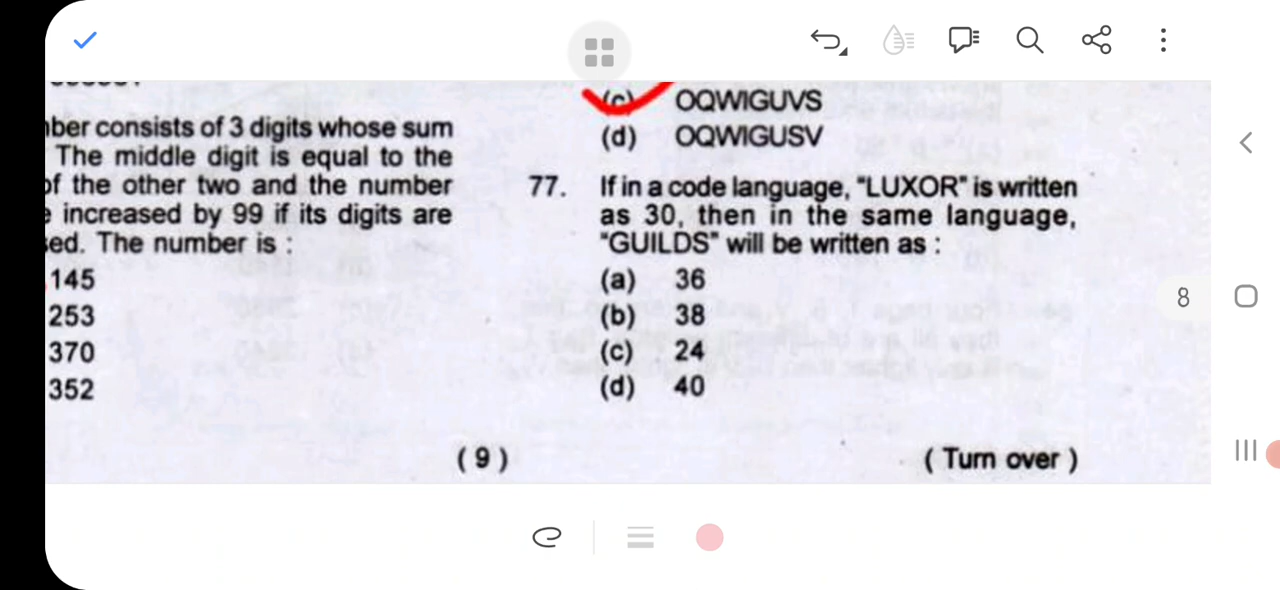 ber consists of 3 digits whose sum
The middle digit is equal to the
of the other two and the number
increased by 99 if its digits are
The number is :
145
253
370
352
(c) OQWIGUVS
(d) OQWIGUSV
77. If in a code language, "LUXOR" is written
as 30, then in the same language,
"GUILDS" will be written as :
(a) 36
(b) 38
(c) 24
(d) 40
( 9 )
( Turn over )
8